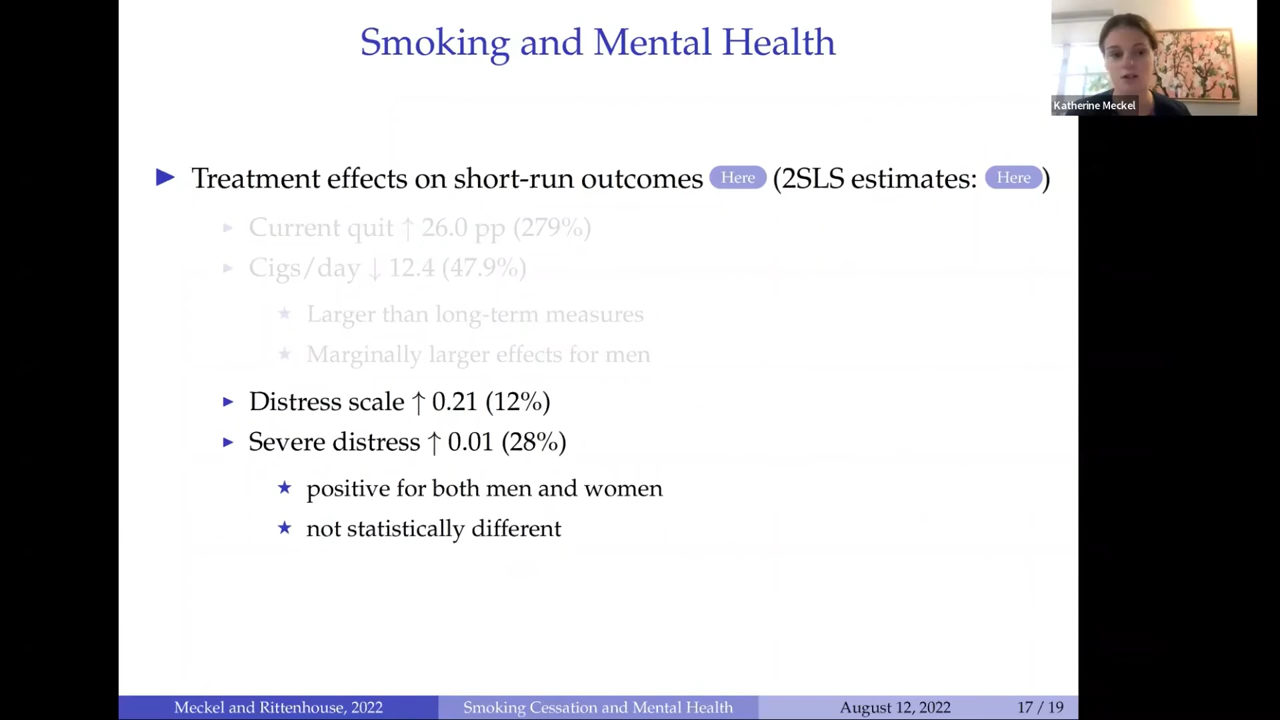 Smoking and Mental Health
Katherine Meckel
Treatment effects on short-run outcomes Here (2SLS estimates: Here)
Current quit ↑ 26.0 pp (279%)
Cigs/day ↓ 12.4 (47.9%)
Larger than long-term measures
Marginally larger effects for men
Distress scale ↑ 0.21 (12%)
Severe distress ↑ 0.01 (28%)
positive for both men and women
not statistically different
Meckel and Rittenhouse, 2022 Smoking Cessation and Mental Health August 12, 2022 17 / 19